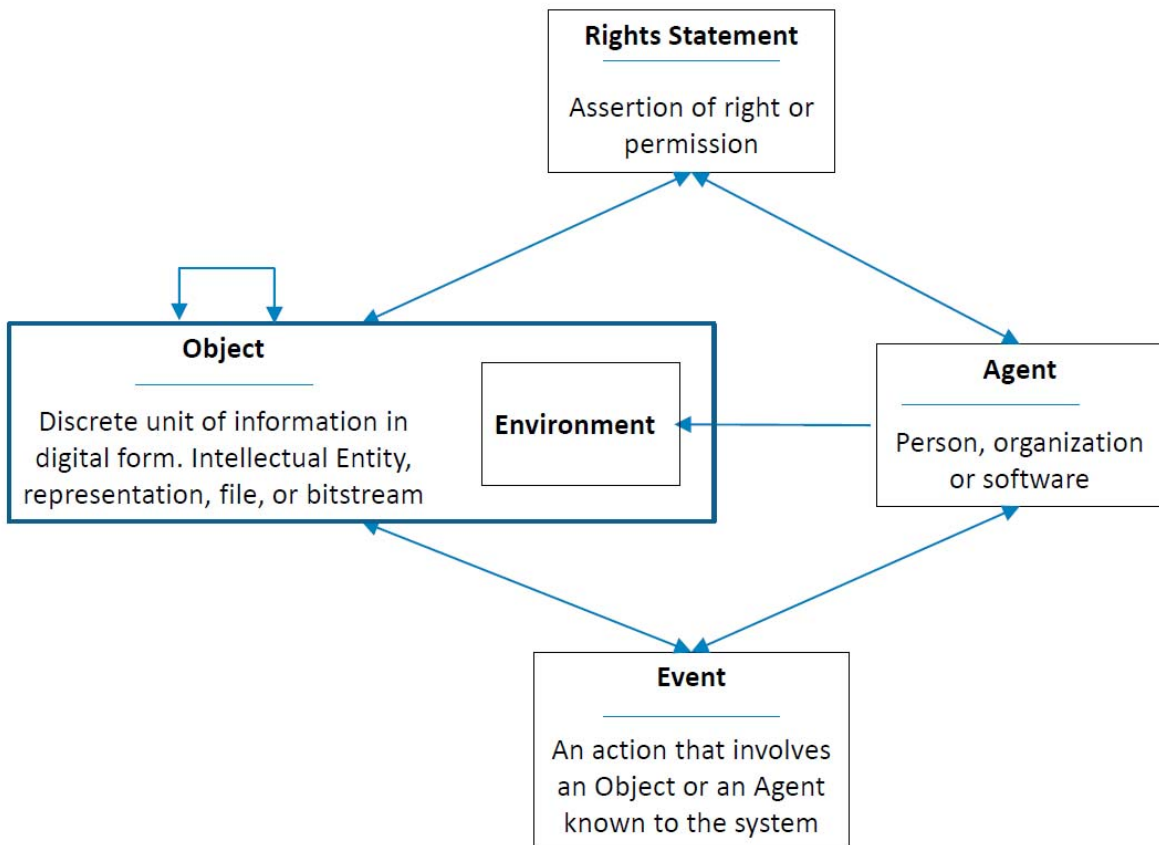 Rights Statement
Assertion of right or
permission
Object
Discrete unit of information in
digital form. Intellectual Entity,
representation, file, or bitstream
Environment
Agent
Person, organization
or software
Event
An action that involves
an Object or an Agent
known to the system